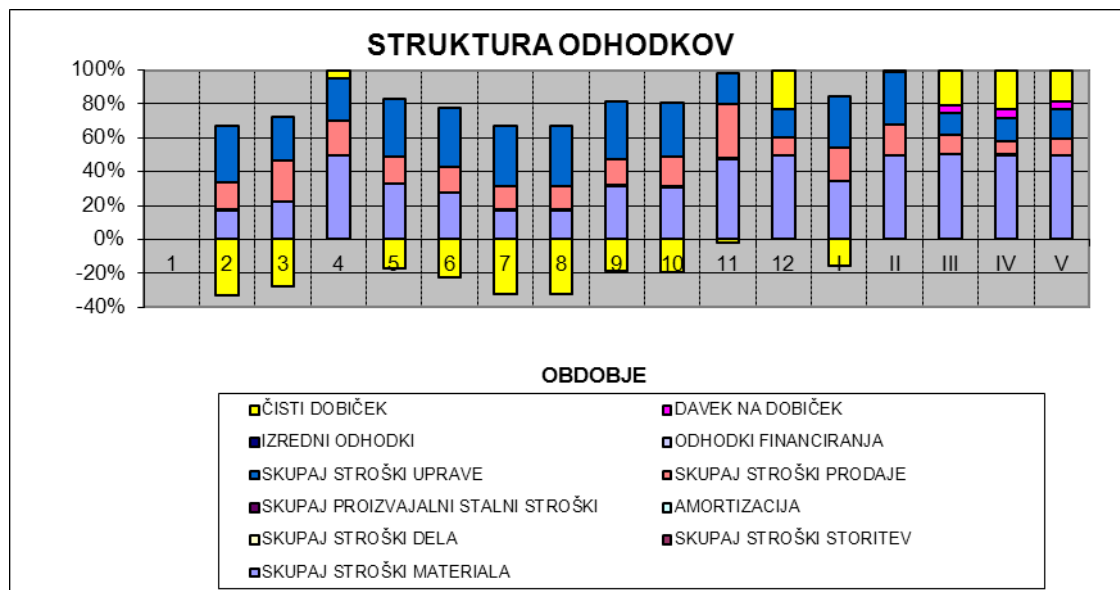 STRUKTURA ODHODKOV
100%
80%
60%
40%
20%
0%
-20%
-40%
1 2 3 4 5 6 7 8 9 10 11 12 I II III IV V
OBDOBJE
ČISTI DOBIČEK DAVEK NA DOBIČEK
IZREDNI ODHODKI ODHODKI FINANCIRANJA
SKUPAJ STROŠKI UPRAVE SKUPAJ STROŠKI PRODAJE
SKUPAJ PROIZVAJALNI STALNI STROŠKI AMORTIZACIJA
SKUPAJ STROŠKI DELA SKUPAJ STROŠKI STORITEV
SKUPAJ STROŠKI MATERIALA